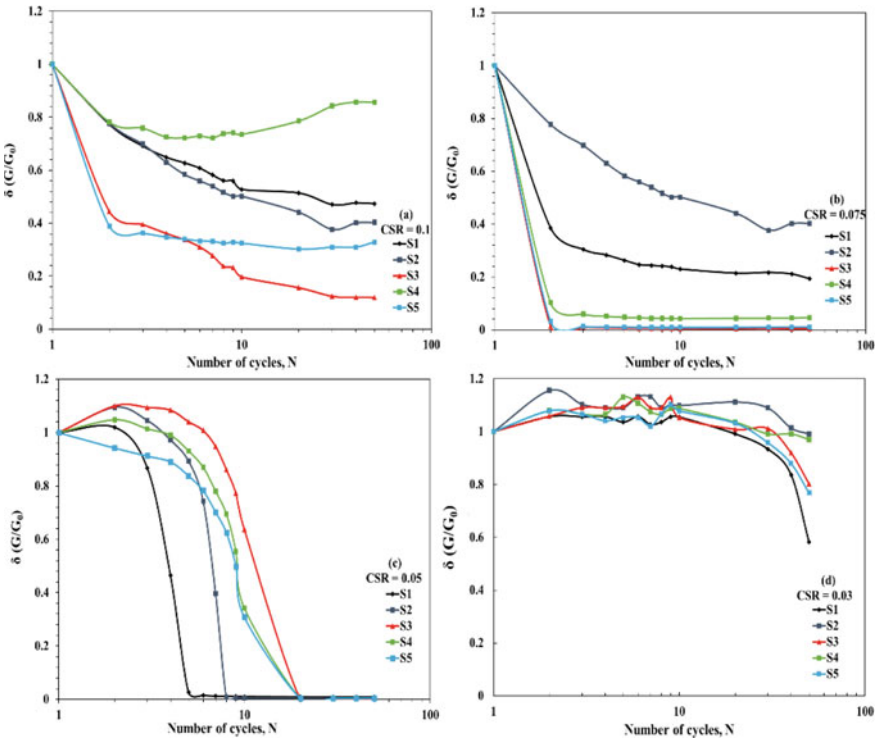 1.2
1
0.8
0.6
0.4
0.2
0
δ (G/G₀)
1
10
100
Number of cycles, N
(a)
CSR = 0.1
S1
S2
S3
S4
S5
1.2
1
0.8
0.6
0.4
0.2
0
δ (G/G₀)
1
10
100
Number of cycles, N
(b)
CSR = 0.075
S1
S2
S3
S4
S5
1.2
1
0.8
0.6
0.4
0.2
0
δ (G/G₀)
1
10
100
Number of cycles, N
(c)
CSR = 0.05
S1
S2
S3
S4
S5
1.2
1
0.8
0.6
0.4
0.2
0
δ (G/G₀)
1
10
100
Number of cycles, N
(d)
CSR = 0.03
S1
S2
S3
S4
S5